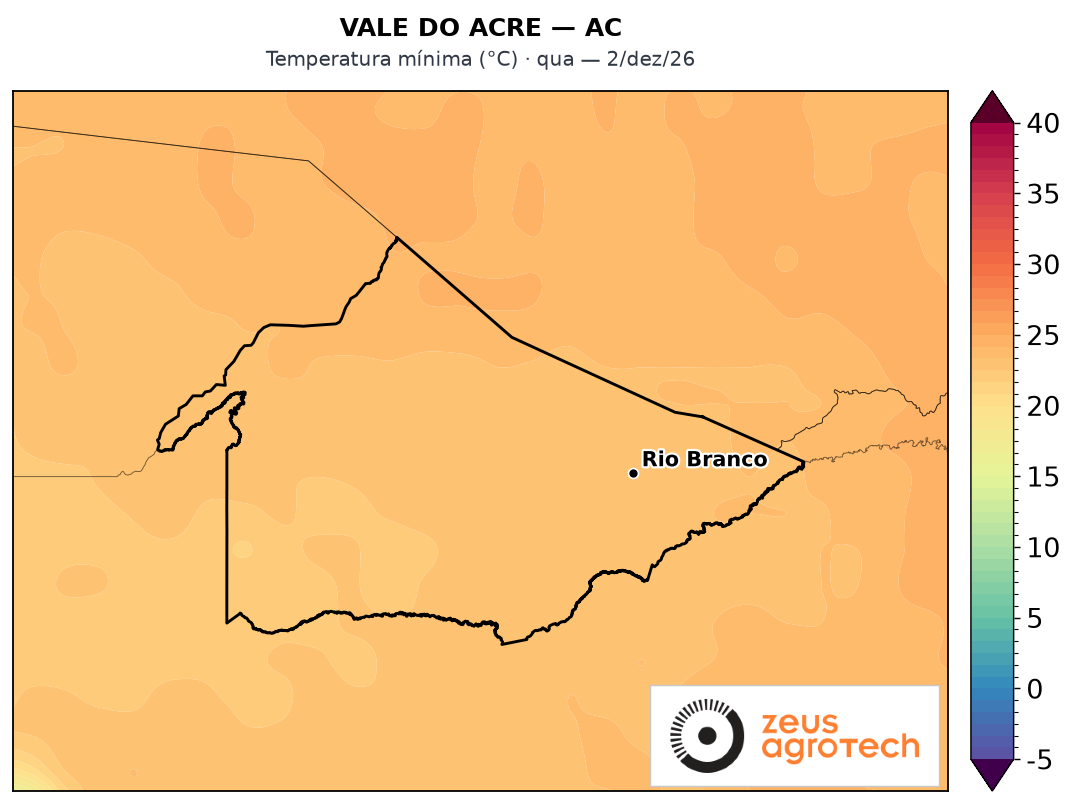 VALE DO ACRE — AC
Temperatura mínima (°C) · qua — 2/dez/26
40
35
30
25
20
15
10
5
0
-5
Rio Branco
zeus
agrotech